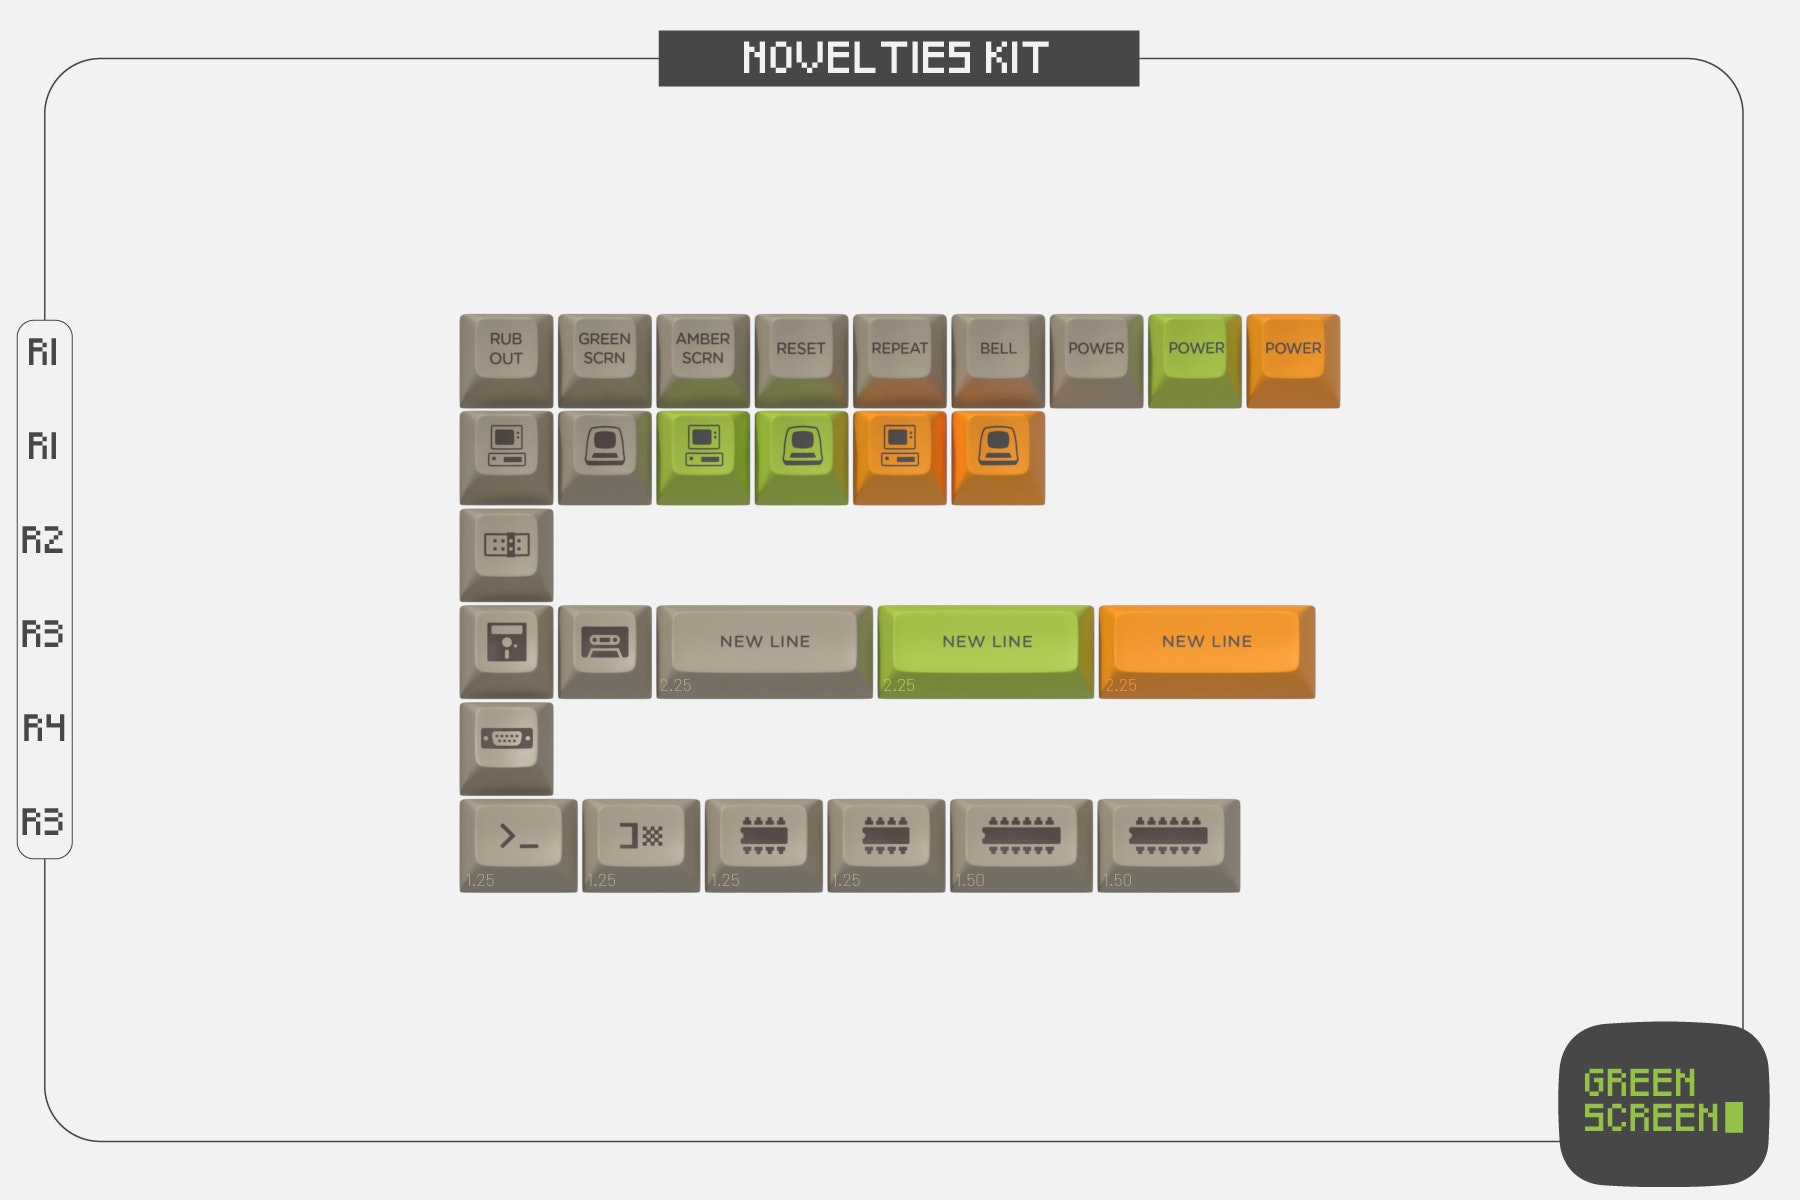 NOVELTIES KIT
R1
RUB OUT
GREEN SCRN
AMBER SCRN
RESET
REPEAT
BELL
POWER
POWER
POWER
R1
R2
R3
NEW LINE
2.25
NEW LINE
2.25
NEW LINE
2.25
R4
R3
>_
1.25
]
1.25
1.25
1.25
1.50
1.50
GREEN
SCREEN